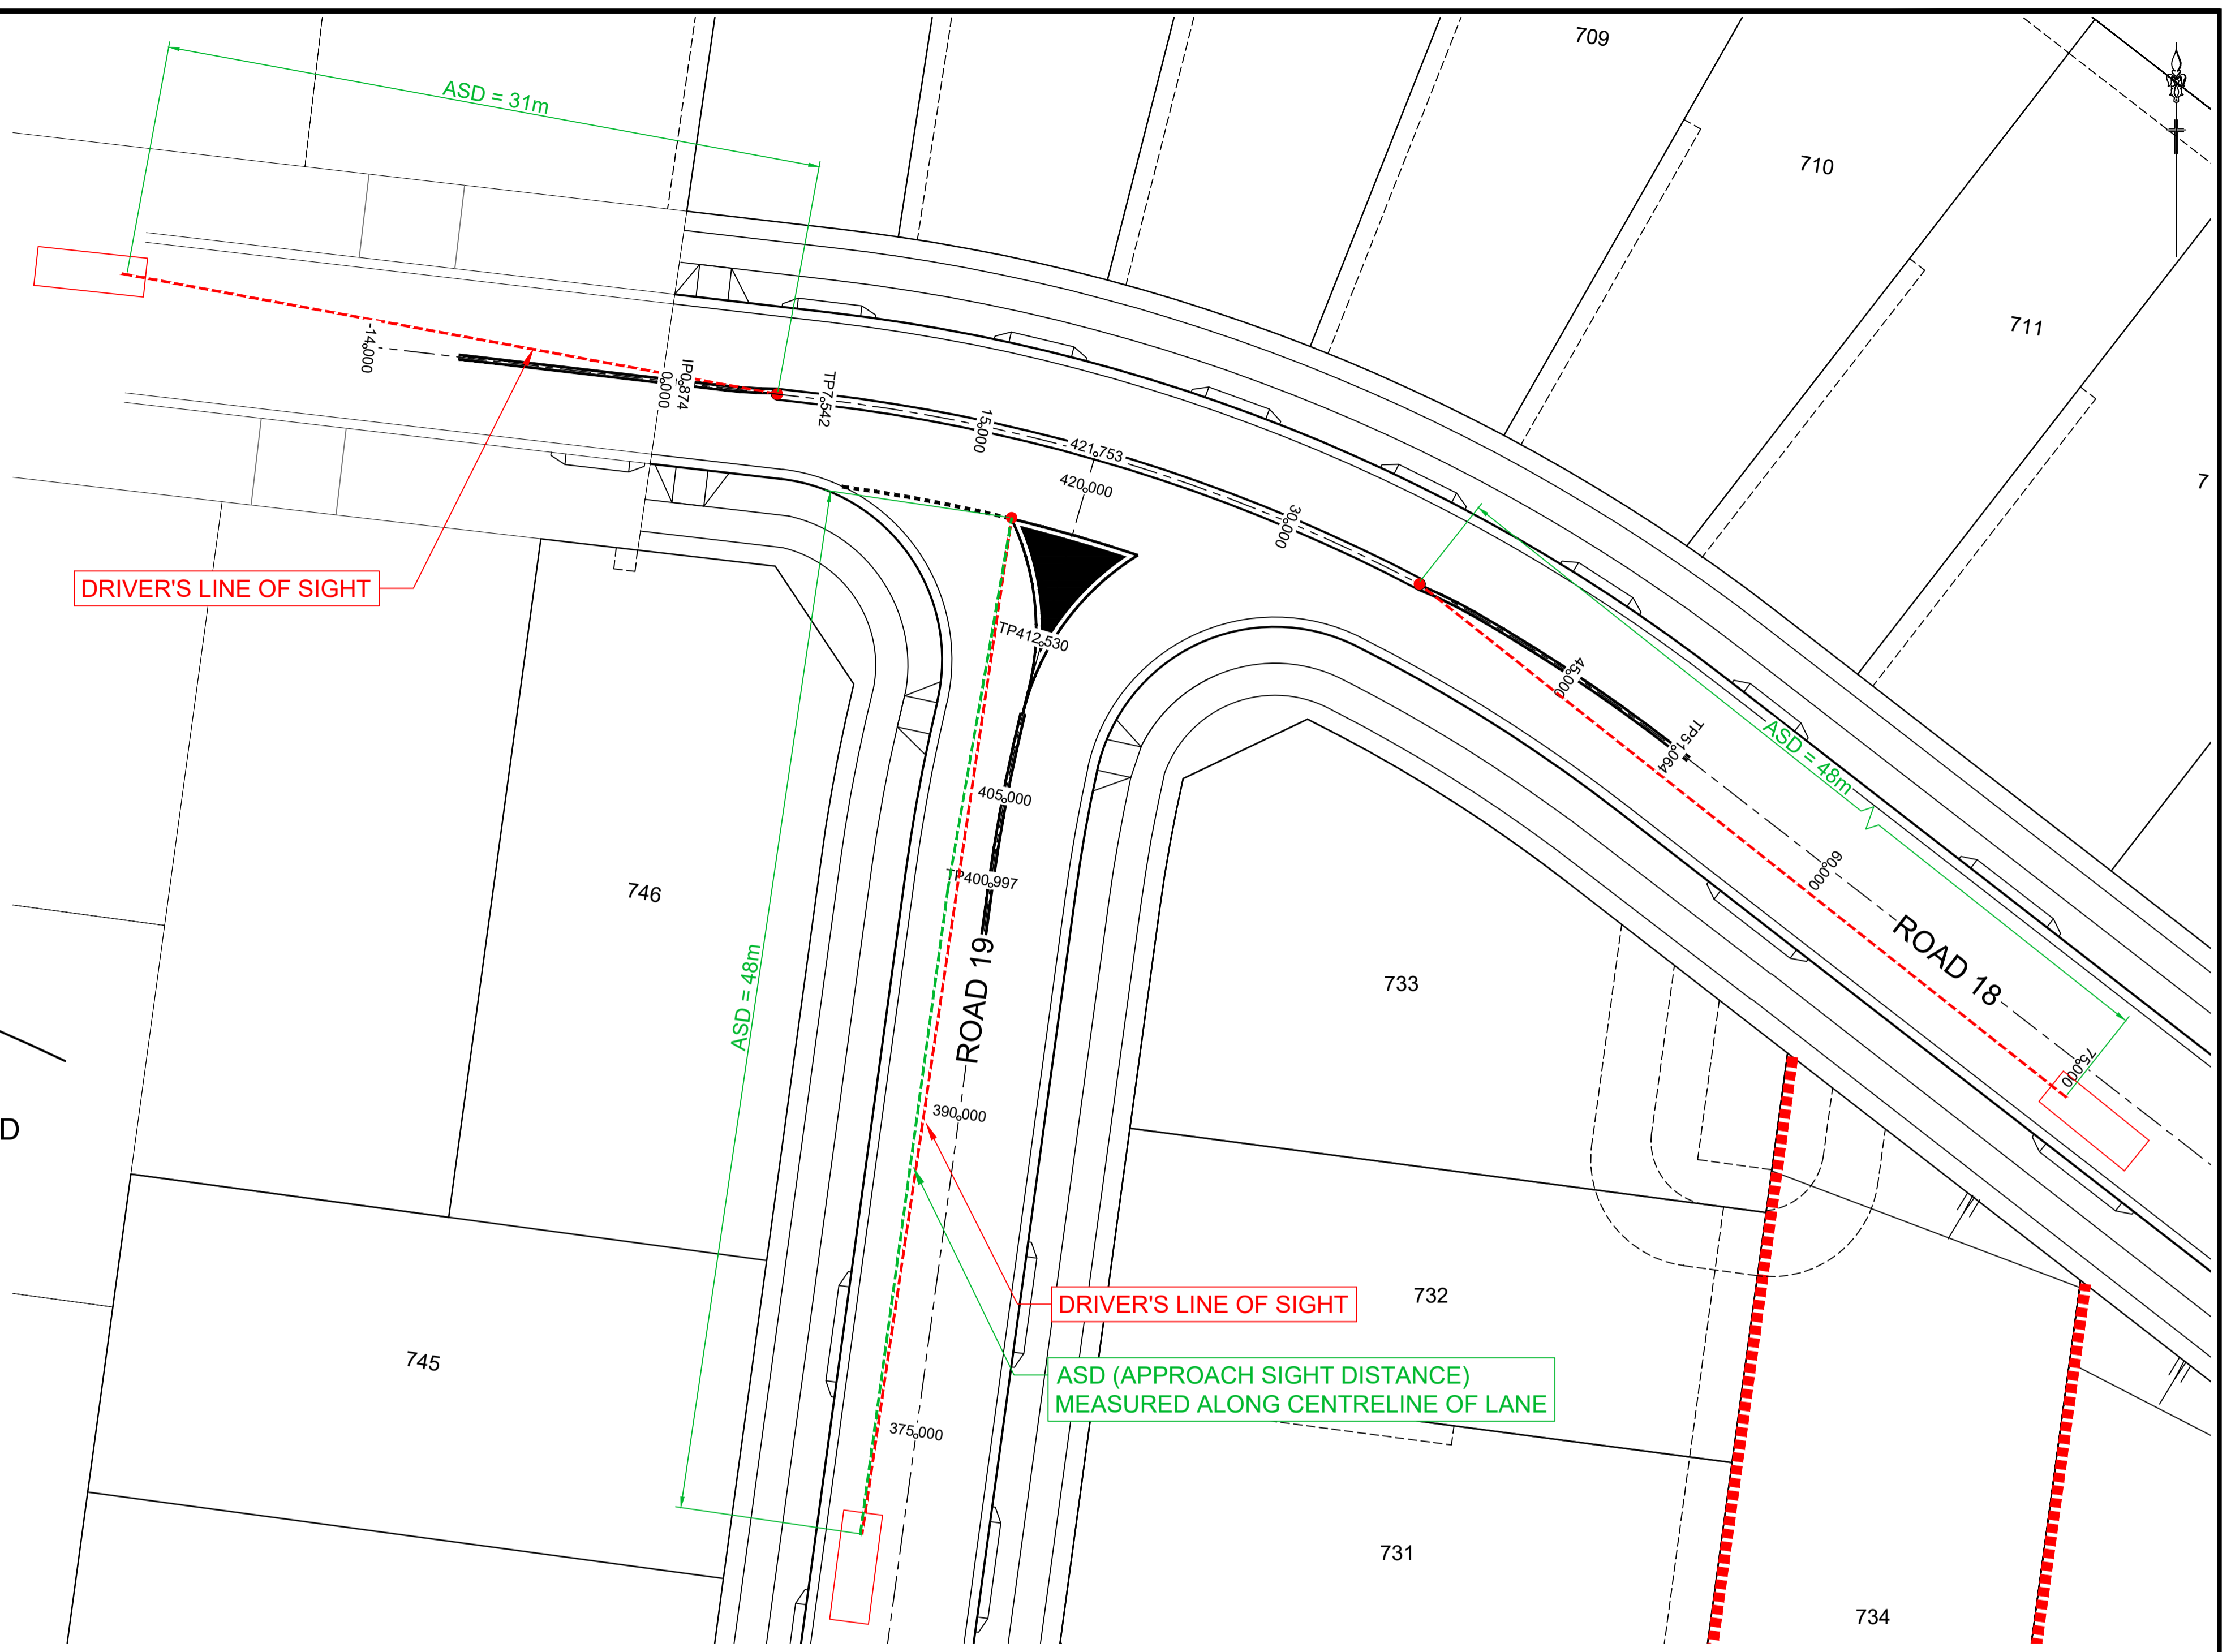 709
ASD = 31m
710
711
7
-14.000
0.000
IP0.874
TP7.542
15.000
421.753
420.000
30.000
DRIVER'S LINE OF SIGHT
TP412.530
45.000
TP51.064
ASD = 48m
405.000
60.000
TP400.997
746
ROAD 18
ASD = 48m
ROAD 19
733
75.000
390.000
D
DRIVER'S LINE OF SIGHT
732
745
ASD (APPROACH SIGHT DISTANCE)
MEASURED ALONG CENTRELINE OF LANE
375.000
731
734